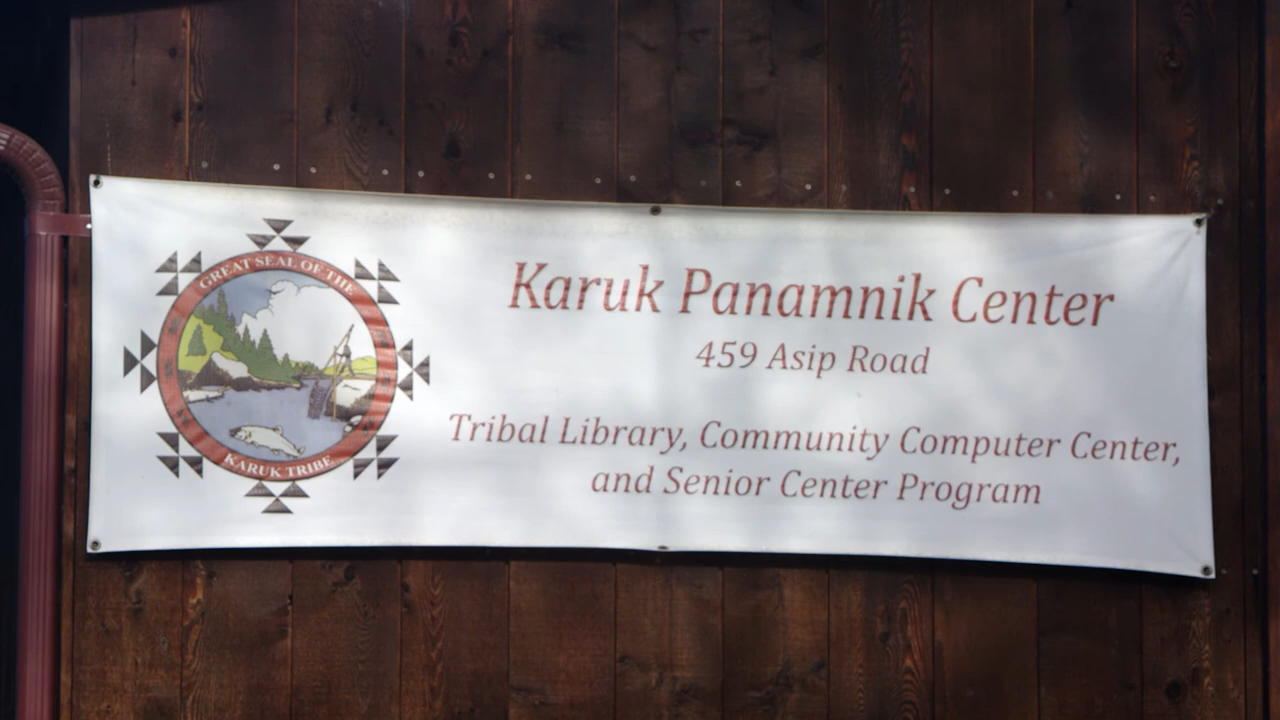 GREAT SEAL OF THE
KARUK TRIBE
Karuk Panamnik Center
459 Asip Road
Tribal Library, Community Computer Center,
and Senior Center Program